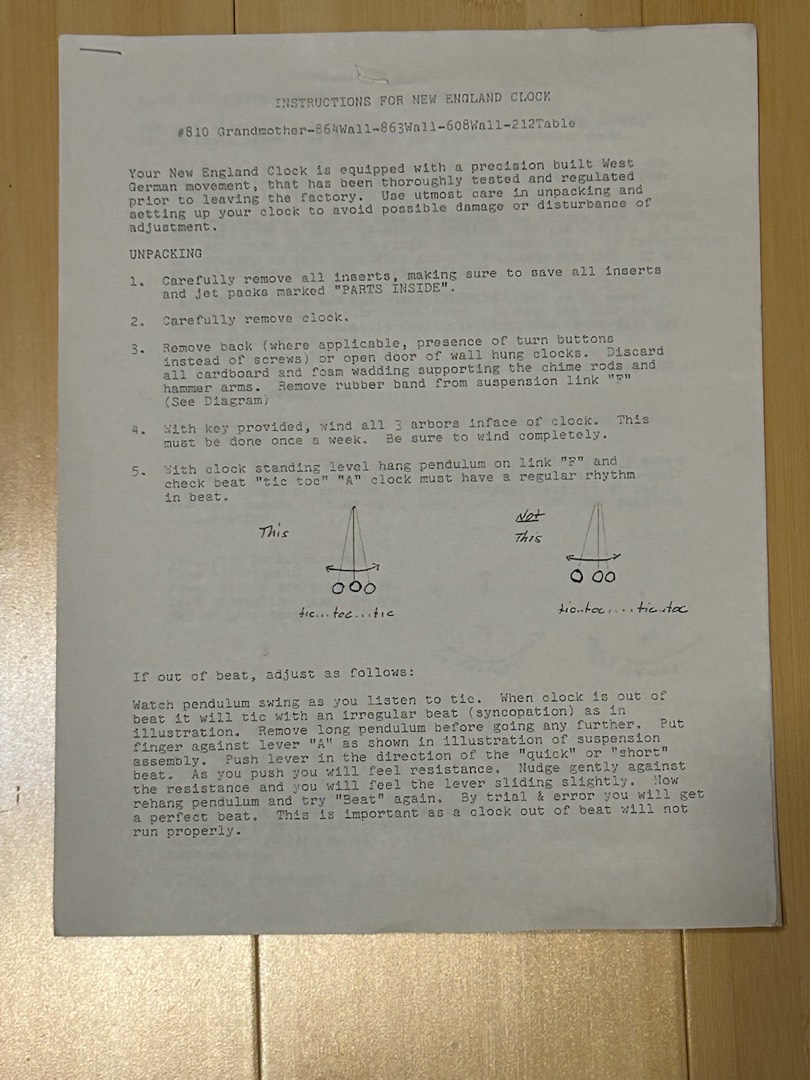 INSTRUCTIONS FOR NEW ENGLAND CLOCK
#810 Grandmother-864Wall-863Wall-608Wall-212Table
Your New England Clock is equipped with a precision built West
German movement, that has been thoroughly tested and regulated
prior to leaving the factory. Use utmost care in unpacking and
setting up your clock to avoid possible damage or disturbance of
adjustment.
UNPACKING
1. Carefully remove all inserts, making sure to save all inserts
and jet packs marked "PARTS INSIDE".
2. Carefully remove clock.
3. Remove back (where applicable, presence of turn buttons
instead of screws) or open door of wall hung clocks. Discard
all cardboard and foam wadding supporting the chime rods and
hammer arms. Remove rubber band from suspension link "F"
(See Diagram)
4. With key provided, wind all 3 arbors inface of clock. This
must be done once a week. Be sure to wind completely.
5. With clock standing level hang pendulum on link "F" and
check beat "tic toc" "A" clock must have a regular rhythm
in beat.
This
Not
This
tic...toc...tic
tic..toc....tic..toc
If out of beat, adjust as follows:
Watch pendulum swing as you listen to tic. When clock is out of
beat it will tic with an irregular beat (syncopation) as in
illustration. Remove long pendulum before going any further. Put
finger against lever "A" as shown in illustration of suspension
assembly. Push lever in the direction of the "quick" or "short"
beat. As you push you will feel resistance. Nudge gently against
the resistance and you will feel the lever sliding slightly. Now
rehang pendulum and try "Beat" again. By trial & error you will get
a perfect beat. This is important as a clock out of beat will not
run properly.